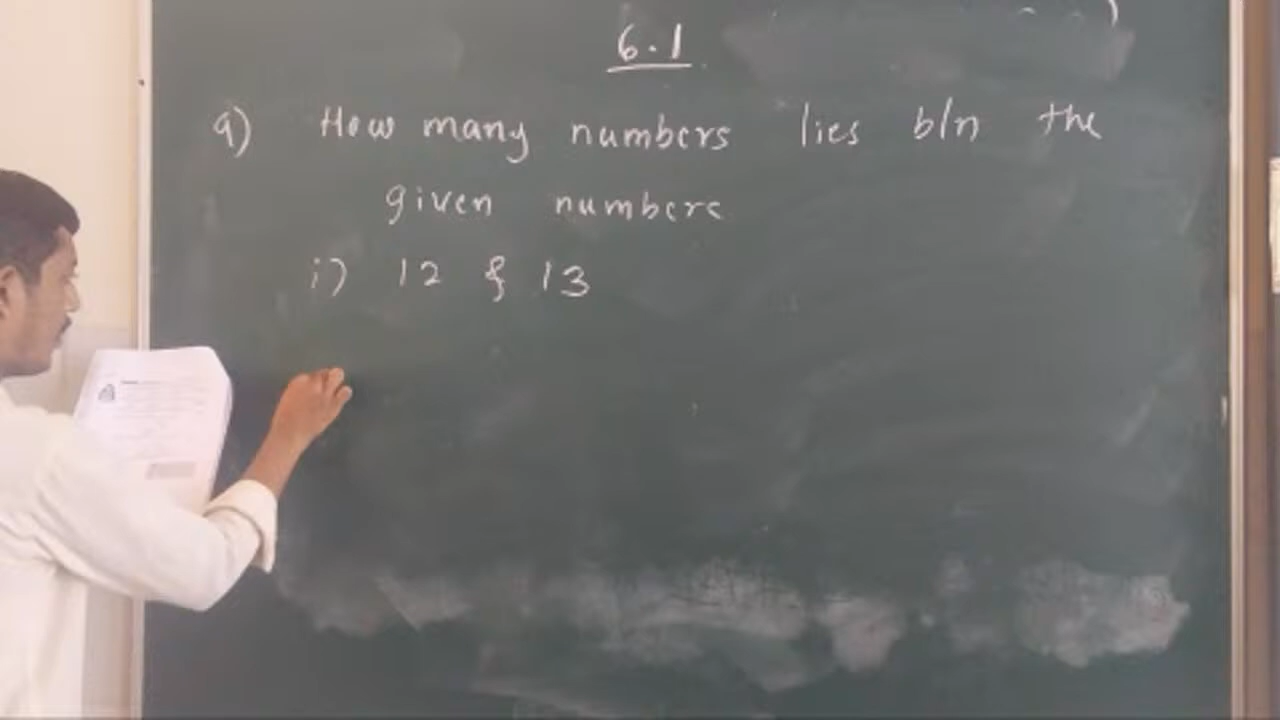 6.1
9) How many numbers lies b/n the
given numbers
i) 12 & 13